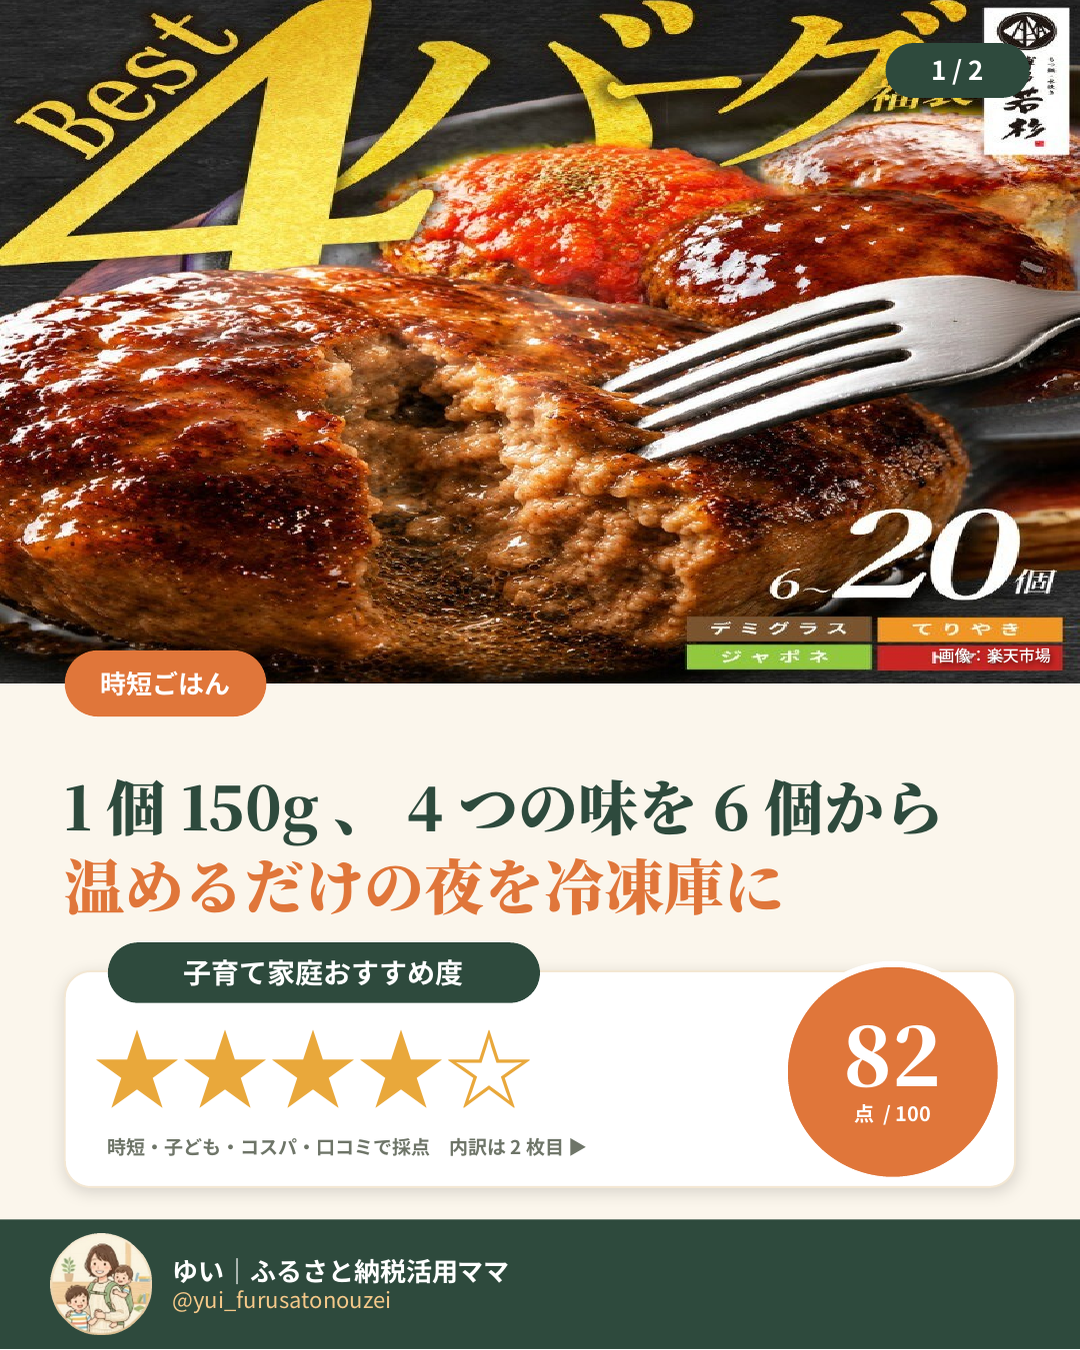 Best
4バーグ
1 / 2
福袋
若杉
6~20個
デミグラス
てりやき
ジャポネ
画像：楽天市場
時短ごはん
1個150g、4つの味を6個から
温めるだけの夜を冷凍庫に
子育て家庭おすすめ度
★★★★☆
82
点 / 100
時短・子ども・コスパ・口コミで採点　内訳は2枚目▶
ゆい｜ふるさと納税活用ママ
@yui_furusatonouzei